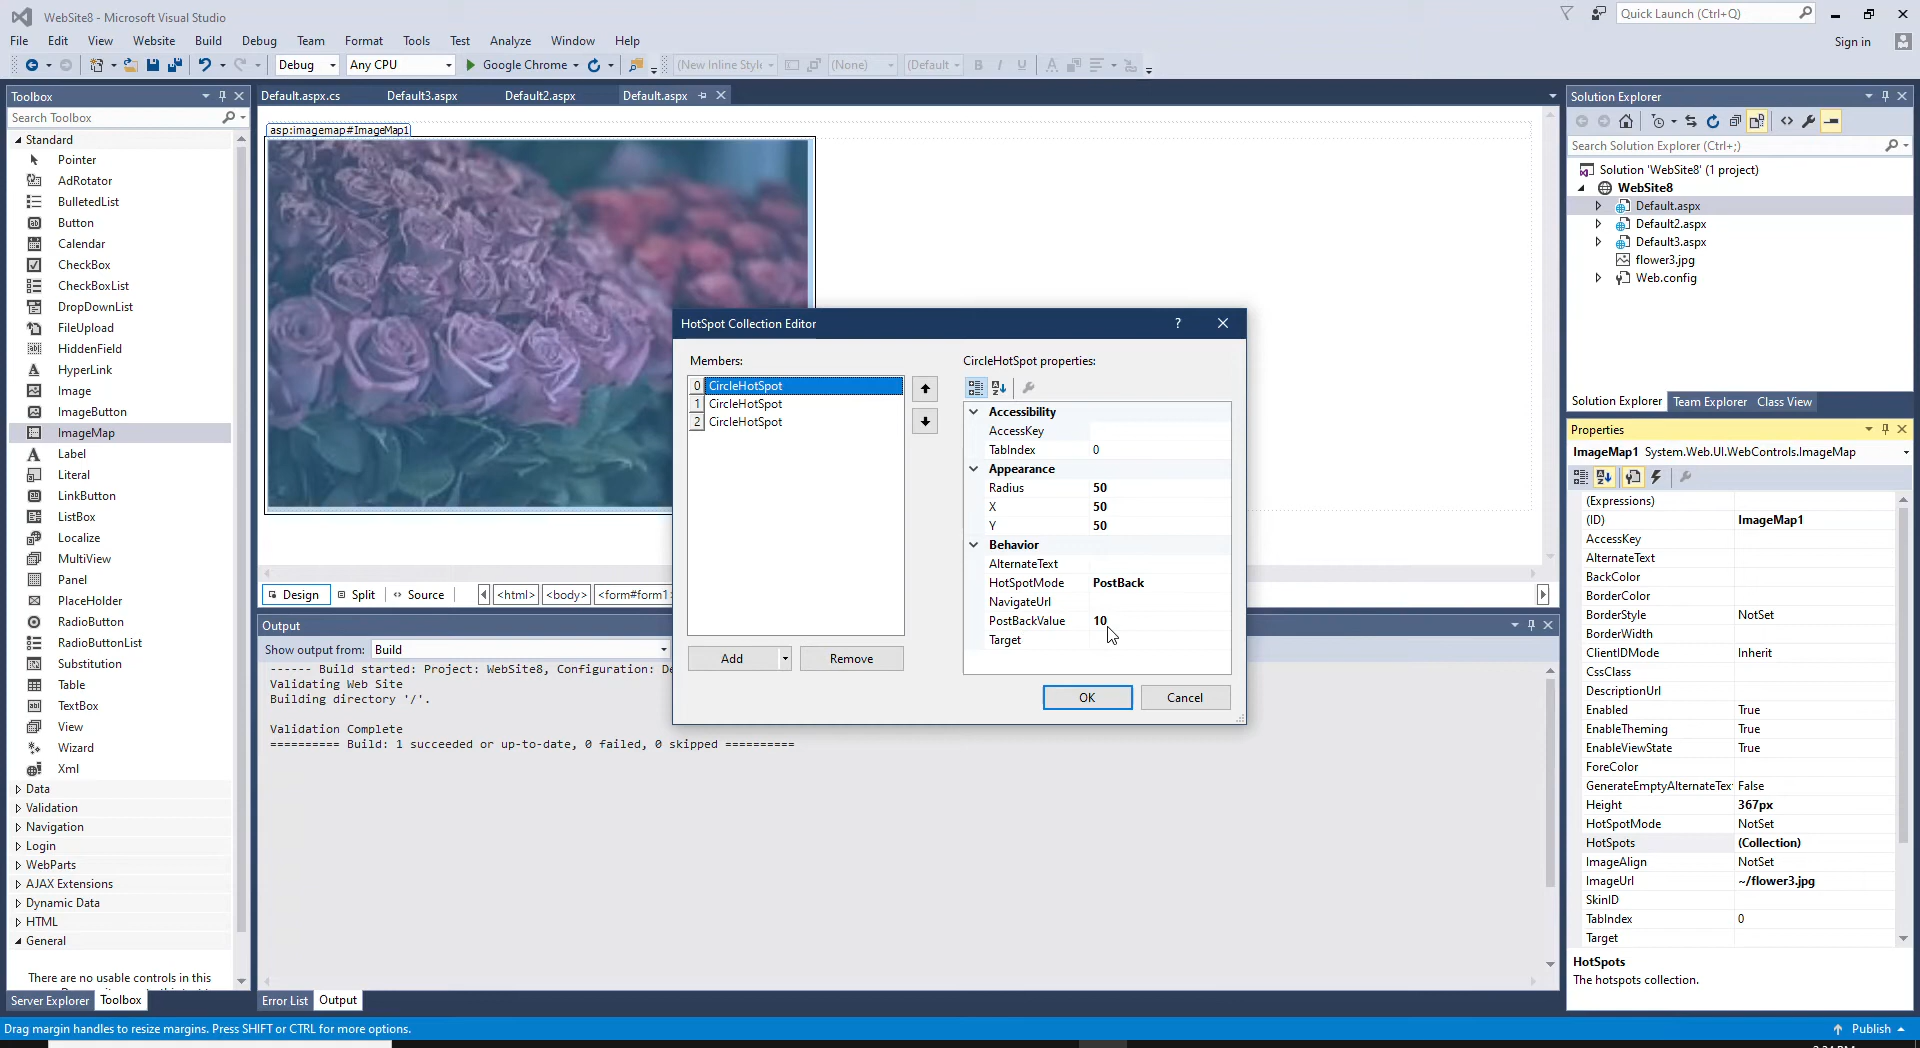 WebSite8 - Microsoft Visual Studio
Quick Launch (Ctrl+Q)
File Edit View Website Build Debug Team Format Tools Test Analyze Window Help
Sign in
Debug Any CPU Google Chrome (New Inline Style (None) (Default B I U A
Toolbox
Search Toolbox
Standard
Pointer
AdRotator
BulletedList
Button
Calendar
CheckBox
CheckBoxList
DropDownList
FileUpload
HiddenField
HyperLink
Image
ImageButton
ImageMap
Label
Literal
LinkButton
ListBox
Localize
MultiView
Panel
PlaceHolder
RadioButton
RadioButtonList
Substitution
Table
TextBox
View
Wizard
Xml
Data
Validation
Navigation
Login
WebParts
AJAX Extensions
Dynamic Data
HTML
General
There are no usable controls in this
Server Explorer Toolbox
Default.aspx.cs Default3.aspx Default2.aspx Default.aspx
asp:imagemap#ImageMap1
Design Split Source <html> <body> <form#form1
HotSpot Collection Editor ?
Members:
0 CircleHotSpot
1 CircleHotSpot
2 CircleHotSpot
Add Remove
CircleHotSpot properties:
Accessibility
AccessKey
TabIndex 0
Appearance
Radius 50
X 50
Y 50
Behavior
AlternateText
HotSpotMode PostBack
NavigateUrl
PostBackValue 10
Target
OK Cancel
Output
Show output from: Build
------ Build started: Project: WebSite8, Configuration: De
Validating Web Site
Building directory '/'.
Validation Complete
========== Build: 1 succeeded or up-to-date, 0 failed, 0 skipped ==========
Error List Output
Solution Explorer
Search Solution Explorer (Ctrl+;)
Solution 'WebSite8' (1 project)
WebSite8
Default.aspx
Default2.aspx
Default3.aspx
flower3.jpg
Web.config
Solution Explorer Team Explorer Class View
Properties
ImageMap1 System.Web.UI.WebControls.ImageMap
(Expressions)
(ID) ImageMap1
AccessKey
AlternateText
BackColor
BorderColor
BorderStyle NotSet
BorderWidth
ClientIDMode Inherit
CssClass
DescriptionUrl
Enabled True
EnableTheming True
EnableViewState True
ForeColor
GenerateEmptyAlternateTex False
Height 367px
HotSpotMode NotSet
HotSpots (Collection)
ImageAlign NotSet
ImageUrl ~/flower3.jpg
SkinID
TabIndex 0
Target
HotSpots
The hotspots collection.
Drag margin handles to resize margins. Press SHIFT or CTRL for more options.
Publish